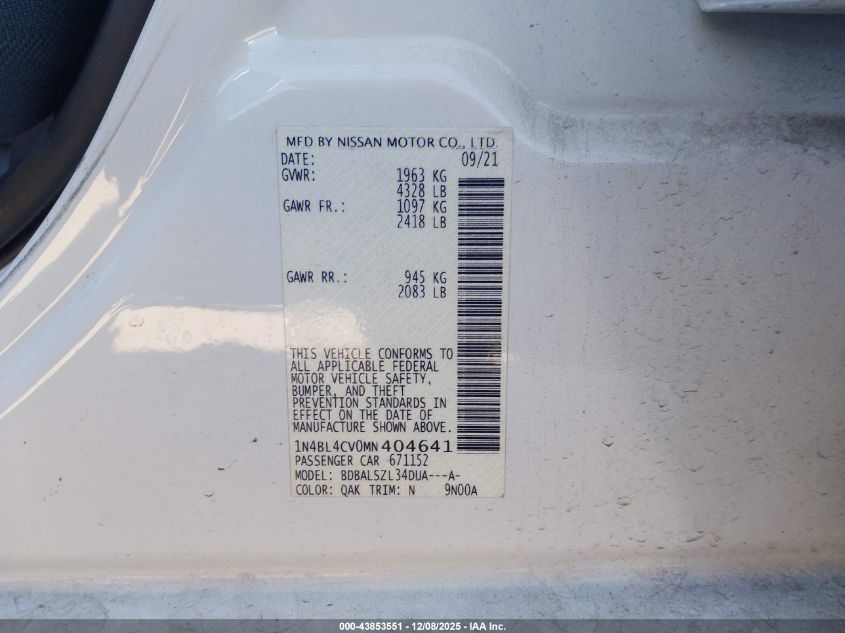 MFD BY NISSAN MOTOR CO., LTD.
DATE: 09/21
GVWR: 1963 KG
4328 LB
GAWR FR.: 1097 KG
2418 LB
GAWR RR.: 945 KG
2083 LB
THIS VEHICLE CONFORMS TO
ALL APPLICABLE FEDERAL
MOTOR VEHICLE SAFETY,
BUMPER, AND THEFT
PREVENTION STANDARDS IN
EFFECT ON THE DATE OF
MANUFACTURE SHOWN ABOVE.
1N4BL4CV0MN404641
PASSENGER CAR 671152
MODEL: BDBALSZL34DUA---A-
COLOR: QAK TRIM: N 9N00A
000-43853551 - 12/08/2025 - IAA Inc.